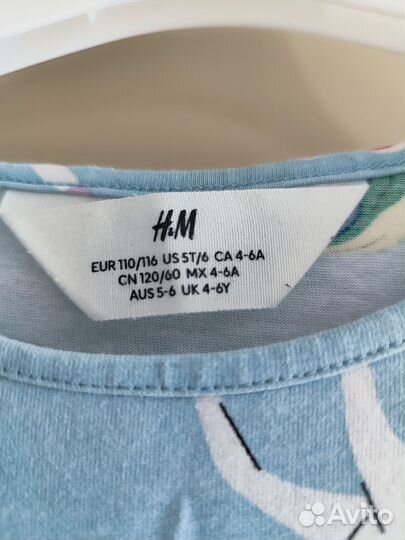 H&M
EUR 110/116 US 5T/6 CA 4-6A
CN 120/60 MX 4-6A
AUS 5-6 UK 4-6Y
Avito